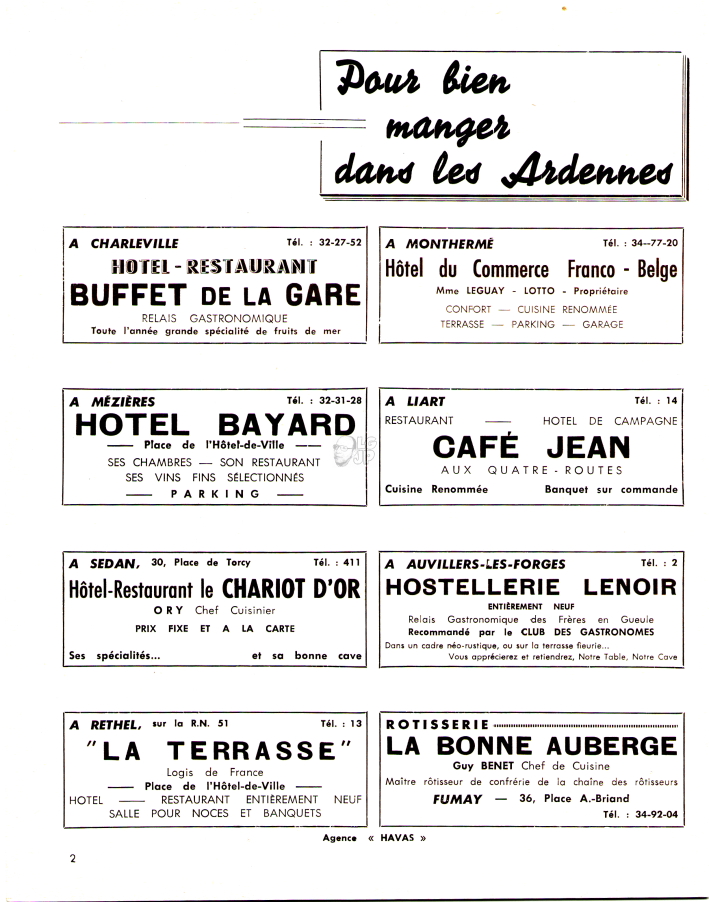 Pour bien
manger
dans les Ardennes
A CHARLEVILLE Tél. : 32-27-52
HOTEL - RESTAURANT
BUFFET DE LA GARE
RELAIS GASTRONOMIQUE
Toute l'année grande spécialité de fruits de mer
A MONTHERMÉ Tél. : 34--77-20
Hôtel du Commerce Franco - Belge
Mme LEGUAY - LOTTO - Propriétaire
CONFORT — CUISINE RENOMMÉE
TERRASSE — PARKING — GARAGE
A MÉZIÈRES Tél. : 32-31-28
HOTEL BAYARD
— Place de l'Hôtel-de-Ville —
SES CHAMBRES — SON RESTAURANT
SES VINS FINS SÉLECTIONNÉS
— PARKING —
A LIART Tél. : 14
RESTAURANT — HOTEL DE CAMPAGNE
CAFÉ JEAN
AUX QUATRE - ROUTES
Cuisine Renommée Banquet sur commande
A SEDAN, 30, Place de Torcy Tél. : 411
Hôtel-Restaurant le CHARIOT D'OR
ORY Chef Cuisinier
PRIX FIXE ET A LA CARTE
Ses spécialités... et sa bonne cave
A AUVILLERS-LES-FORGES Tél. : 2
HOSTELLERIE LENOIR
ENTIÈREMENT NEUF
Relais Gastronomique des Frères en Gueule
Recommandé par le CLUB DES GASTRONOMES
Dans un cadre néo-rustique, ou sur la terrasse fleurie...
Vous apprécierez et retiendrez, Notre Table, Notre Cave
A RETHEL, sur la R.N. 51 Tél. : 13
"LA TERRASSE"
Logis de France
— Place de l'Hôtel-de-Ville —
HOTEL — RESTAURANT ENTIÈREMENT NEUF
SALLE POUR NOCES ET BANQUETS
ROTISSERIE
LA BONNE AUBERGE
Guy BENET Chef de Cuisine
Maître rôtisseur de confrérie de la chaîne des rôtisseurs
FUMAY — 36, Place A.-Briand
Tél. : 34-92-04
Agence « HAVAS »
2